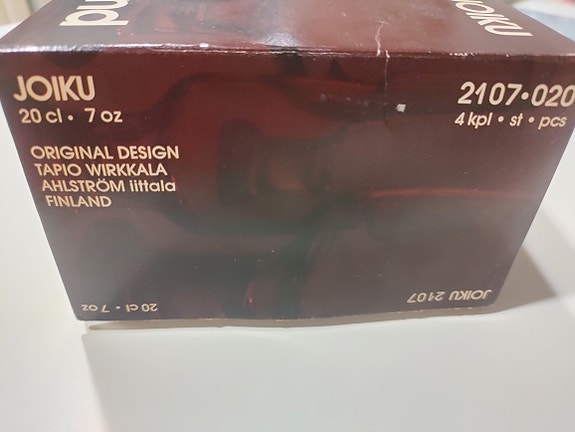 JOIKU
JOIKU
20 cl • 7 oz
ORIGINAL DESIGN
TAPIO WIRKKALA
AHLSTRÖM iittala
FINLAND
2107•020
4 kpl • st • pcs
20 cl • 7 oz
JOIKU 2107